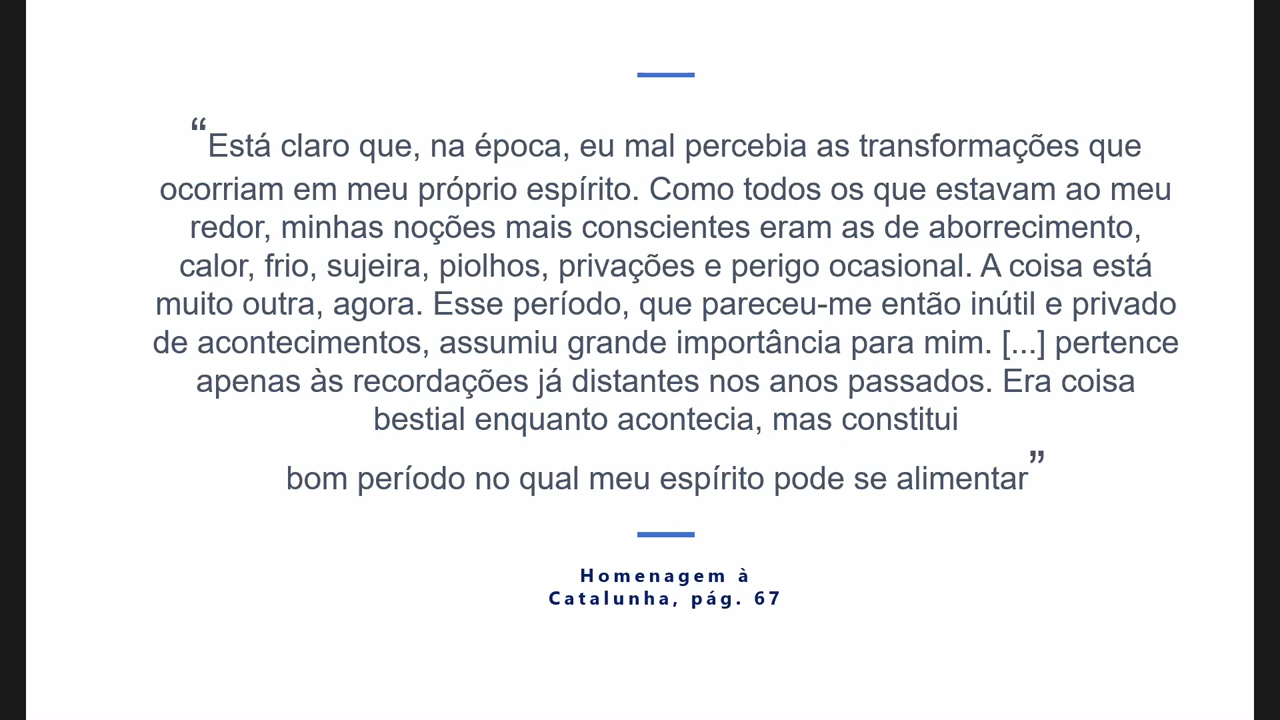 “Está claro que, na época, eu mal percebia as transformações que
ocorriam em meu próprio espírito. Como todos os que estavam ao meu
redor, minhas noções mais conscientes eram as de aborrecimento,
calor, frio, sujeira, piolhos, privações e perigo ocasional. A coisa está
muito outra, agora. Esse período, que pareceu-me então inútil e privado
de acontecimentos, assumiu grande importância para mim. [...] pertence
apenas às recordações já distantes nos anos passados. Era coisa
bestial enquanto acontecia, mas constitui
bom período no qual meu espírito pode se alimentar”
Homenagem à
Catalunha, pág. 67